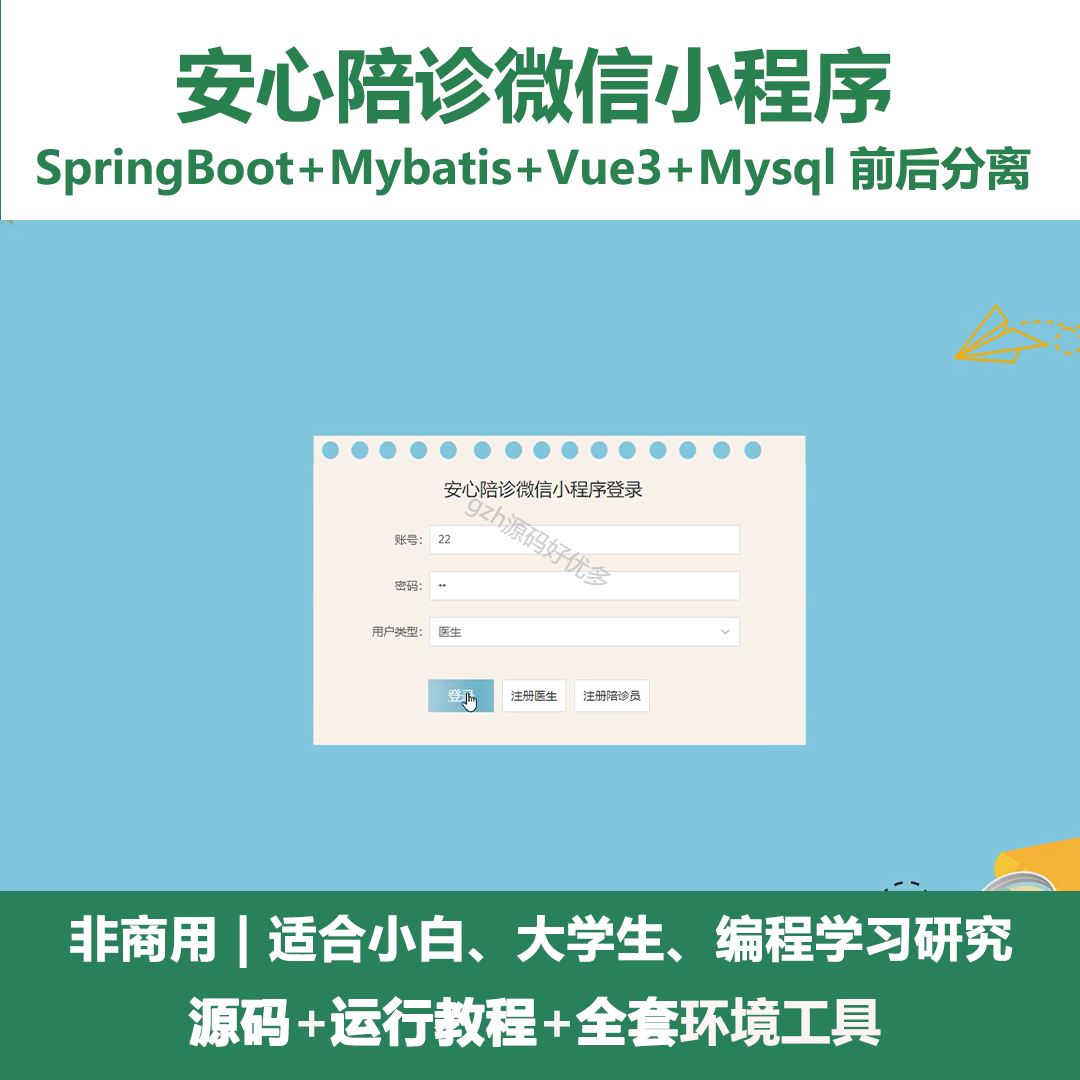 安心陪诊微信小程序
SpringBoot+Mybatis+Vue3+Mysql 前后分离
安心陪诊微信小程序登录
gzh源码好优多
账号: 22
密码: ••
用户类型: 医生
登录 注册医生 注册陪诊员
非商用 | 适合小白、大学生、编程学习研究
源码+运行教程+全套环境工具